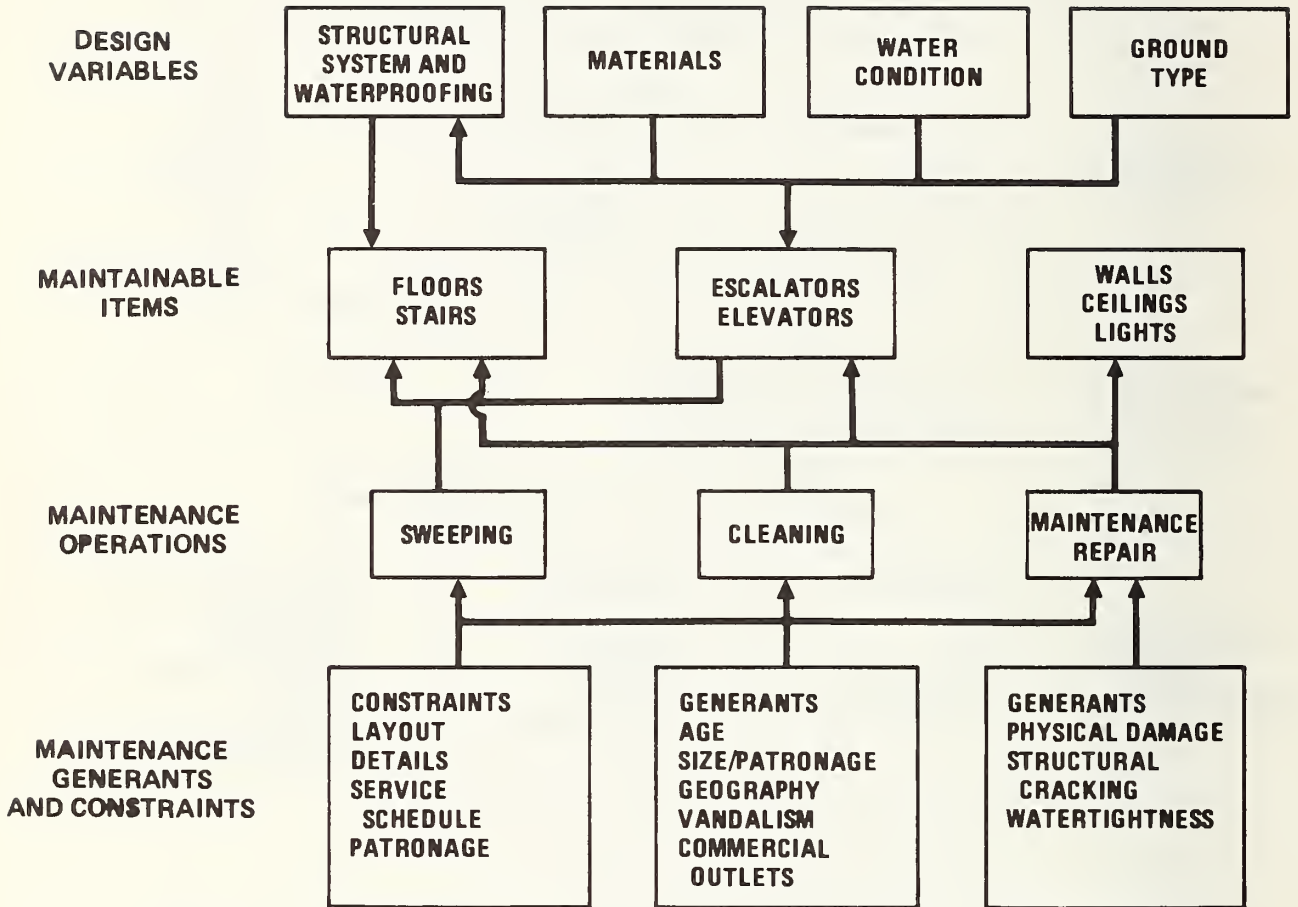 DESIGN
VARIABLES
STRUCTURAL
SYSTEM AND
WATERPROOFING
MATERIALS
WATER
CONDITION
GROUND
TYPE
MAINTAINABLE
ITEMS
FLOORS
STAIRS
ESCALATORS
ELEVATORS
WALLS
CEILINGS
LIGHTS
MAINTENANCE
OPERATIONS
SWEEPING
CLEANING
MAINTENANCE
REPAIR
MAINTENANCE
GENERANTS
AND CONSTRAINTS
CONSTRAINTS
LAYOUT
DETAILS
SERVICE
SCHEDULE
PATRONAGE
GENERANTS
AGE
SIZE/PATRONAGE
GEOGRAPHY
VANDALISM
COMMERCIAL
OUTLETS
GENERANTS
PHYSICAL DAMAGE
STRUCTURAL
CRACKING
WATERTIGHTNESS